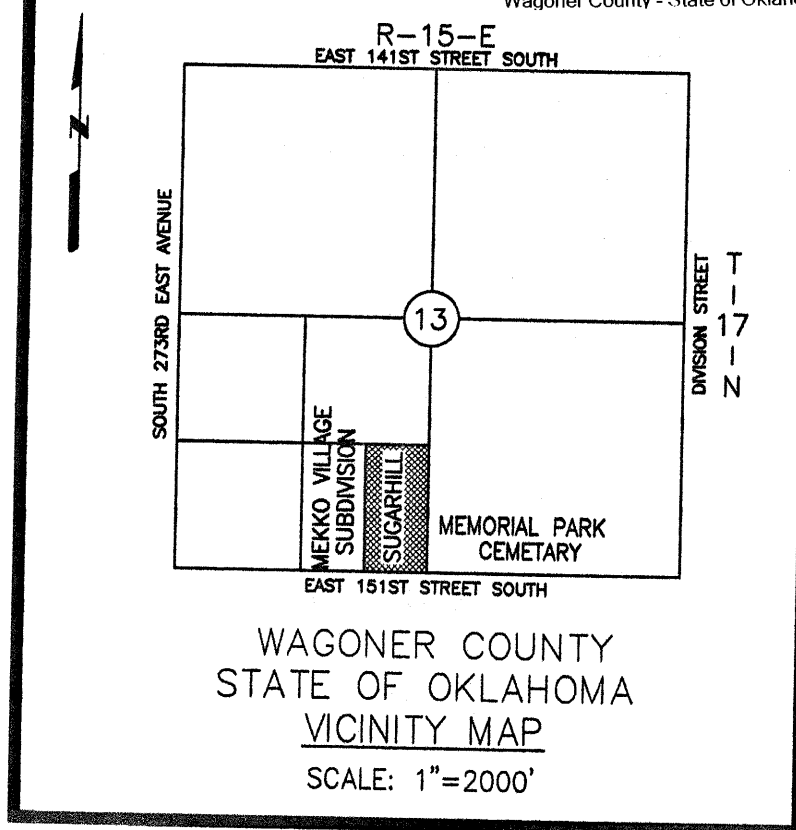 Wagoner County - State of
R-15-E
EAST 141ST STREET SOUTH
N
SOUTH 273RD EAST AVENUE
13
DIVISION STREET
T-17-N
MEKKO VILLAGE
SUBDIVISION
SUGARHILL
MEMORIAL PARK
CEMETARY
EAST 151ST STREET SOUTH
WAGONER COUNTY
STATE OF OKLAHOMA
VICINITY MAP
SCALE: 1"=2000'